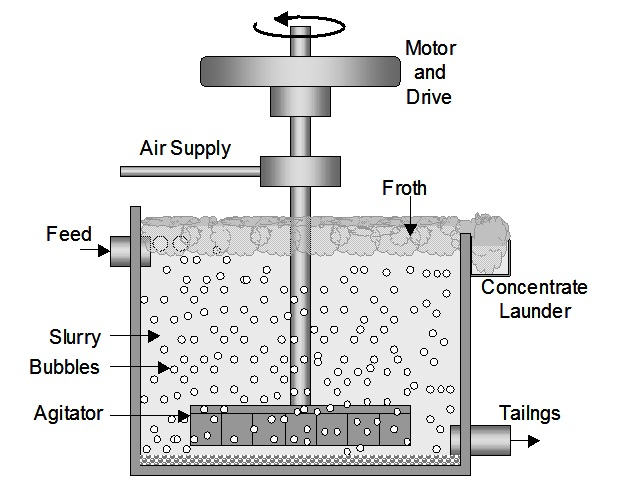 Motor
and
Drive
Air Supply
Froth
Feed
Concentrate
Launder
Slurry
Bubbles
Agitator
Tailngs